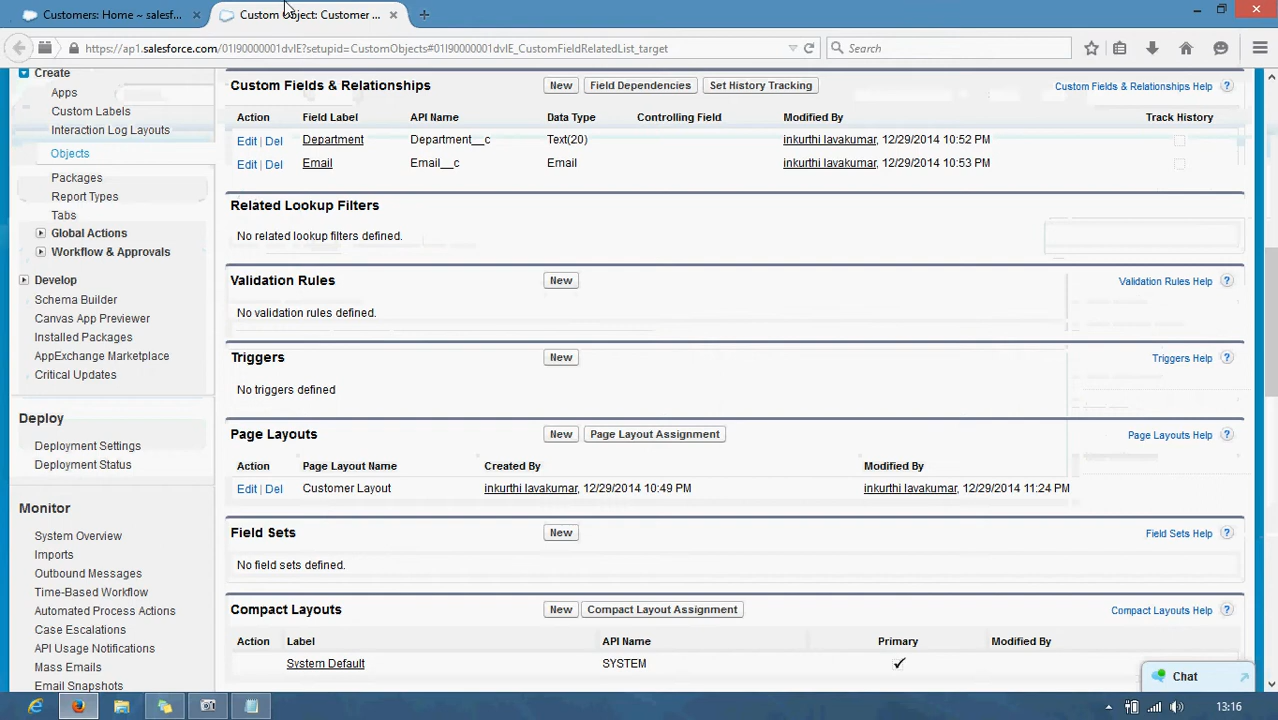 Customers: Home ~ salesf...
Custom Object: Customer ...
https://ap1.salesforce.com/01I90000001dvlE?setupid=CustomObjects#01I90000001dvlE_CustomFieldRelatedList_target
Search
Create
Apps
Custom Labels
Interaction Log Layouts
Objects
Packages
Report Types
Tabs
Global Actions
Workflow & Approvals
Develop
Schema Builder
Canvas App Previewer
Installed Packages
AppExchange Marketplace
Critical Updates
Deploy
Deployment Settings
Deployment Status
Monitor
System Overview
Imports
Outbound Messages
Time-Based Workflow
Automated Process Actions
Case Escalations
API Usage Notifications
Mass Emails
Email Snapshots
Custom Fields & Relationships New Field Dependencies Set History Tracking Custom Fields & Relationships Help ?
Action Field Label API Name Data Type Controlling Field Modified By Track History
Edit | Del Department Department__c Text(20) inkurthi lavakumar, 12/29/2014 10:52 PM
Edit | Del Email Email__c Email inkurthi lavakumar, 12/29/2014 10:53 PM
Related Lookup Filters
No related lookup filters defined.
Validation Rules New Validation Rules Help ?
No validation rules defined.
Triggers New Triggers Help ?
No triggers defined
Page Layouts New Page Layout Assignment Page Layouts Help ?
Action Page Layout Name Created By Modified By
Edit | Del Customer Layout inkurthi lavakumar, 12/29/2014 10:49 PM inkurthi lavakumar, 12/29/2014 11:24 PM
Field Sets New Field Sets Help ?
No field sets defined.
Compact Layouts New Compact Layout Assignment Compact Layouts Help ?
Action Label API Name Primary Modified By
System Default SYSTEM
Chat
13:16